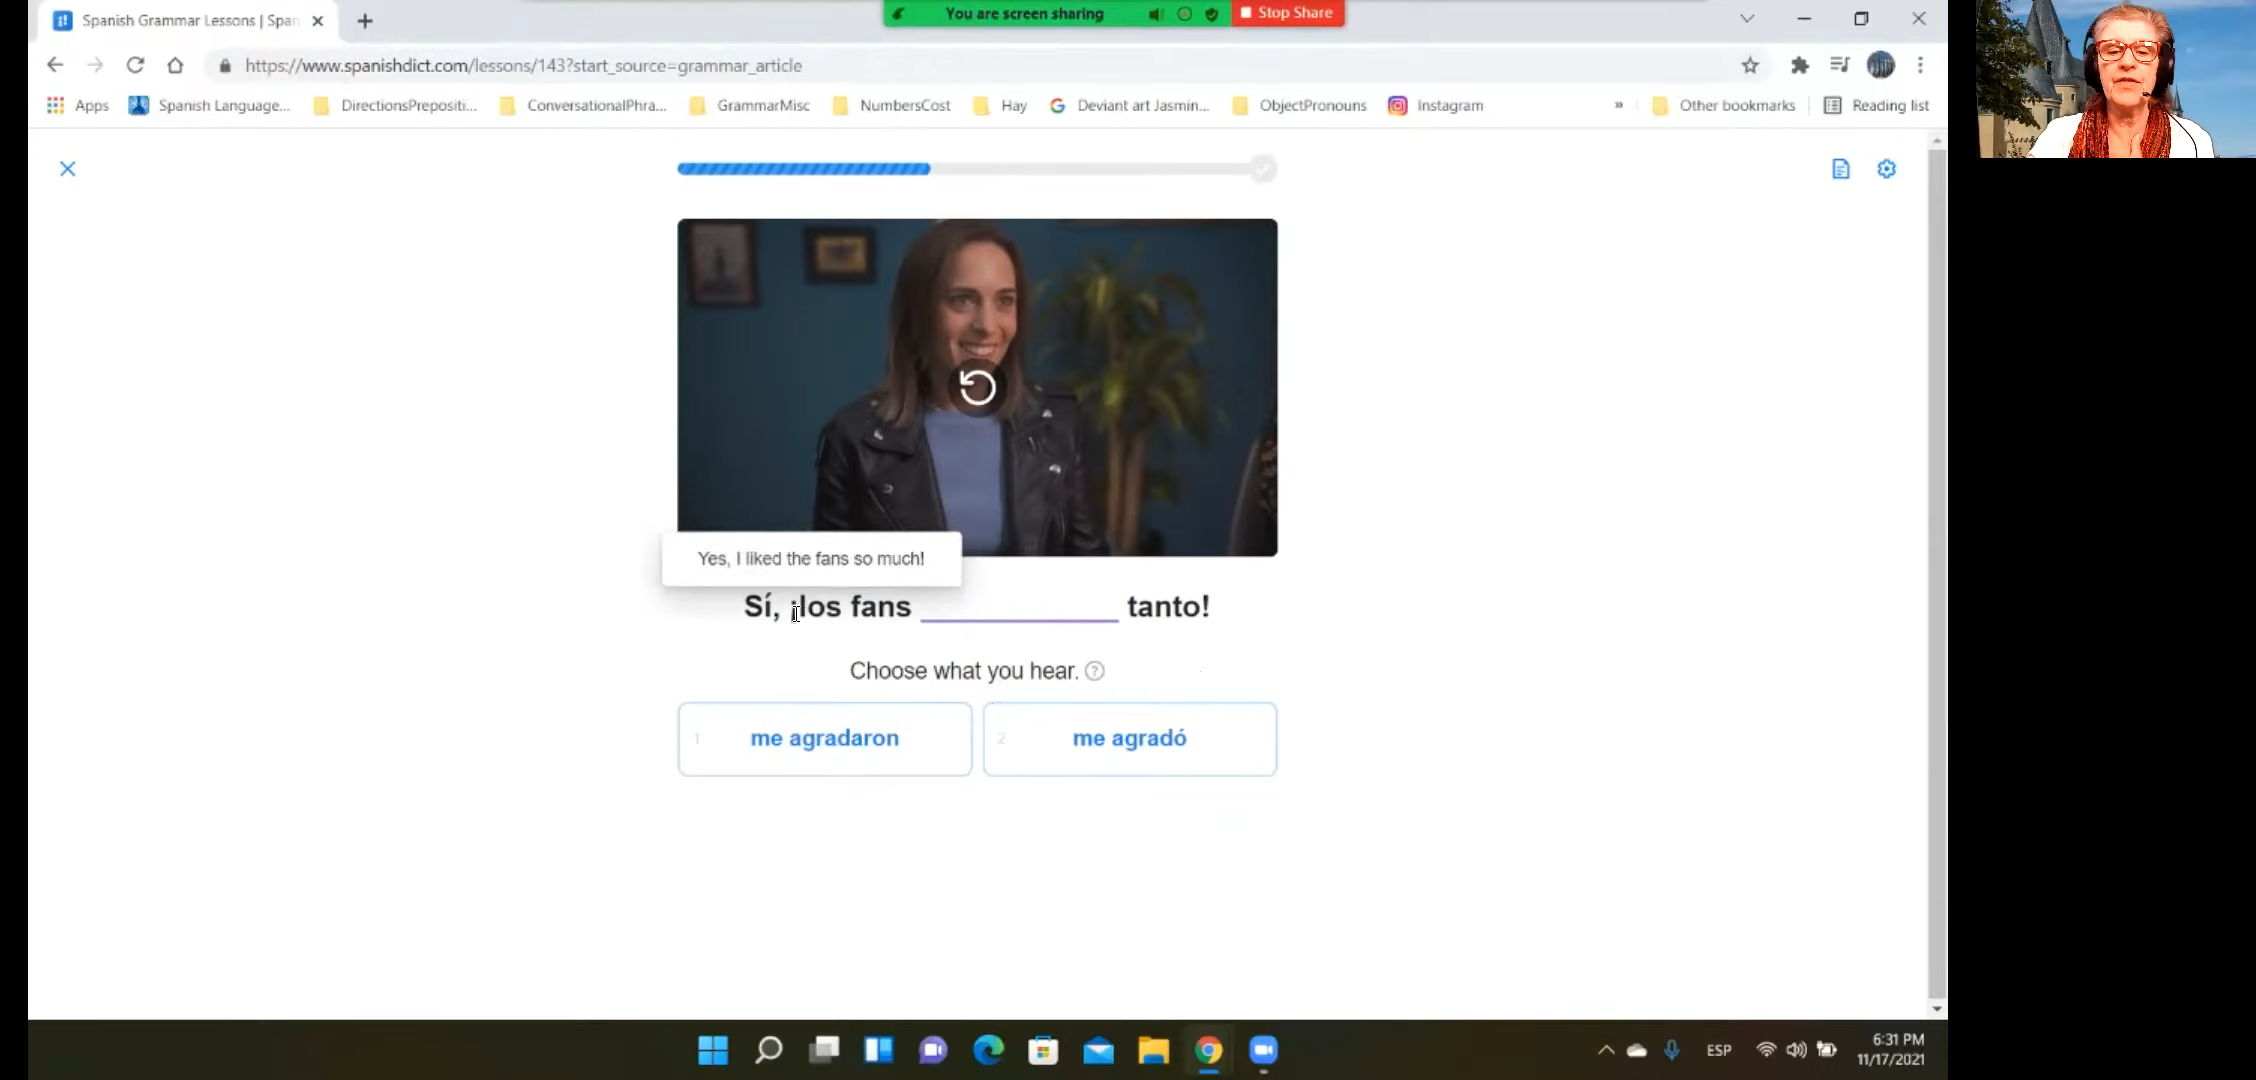 Spanish Grammar Lessons | Span
You are screen sharing
Stop Share
https://www.spanishdict.com/lessons/143?start_source=grammar_article
Apps
Spanish Language...
DirectionsPrepositi...
ConversationalPhra...
GrammarMisc
NumbersCost
Hay
Deviant art Jasmin...
ObjectPronouns
Instagram
»
Other bookmarks
Reading list
Yes, I liked the fans so much!
Sí, ¡los fans ____________ tanto!
Choose what you hear. ?
1 me agradaron
2 me agradó
ESP
6:31 PM
11/17/2021